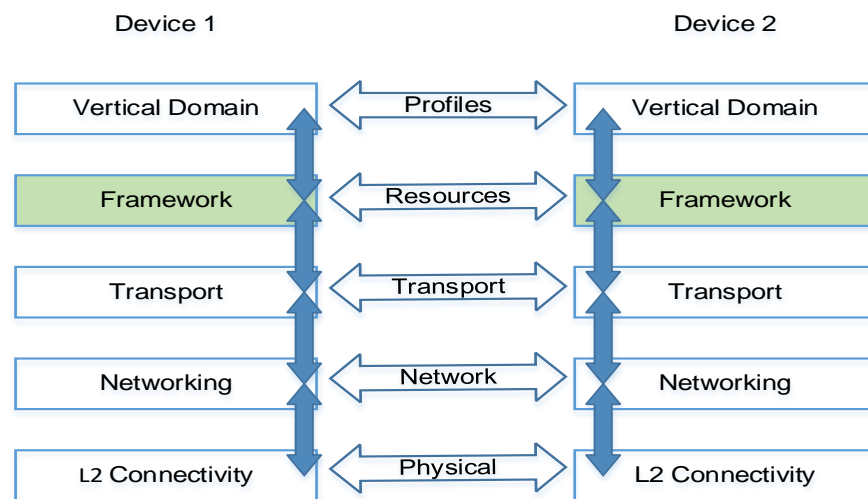 Device 1
Device 2
Vertical Domain
Profiles
Vertical Domain
Framework
Resources
Framework
Transport
Transport
Transport
Networking
Network
Networking
L2 Connectivity
Physical
L2 Connectivity